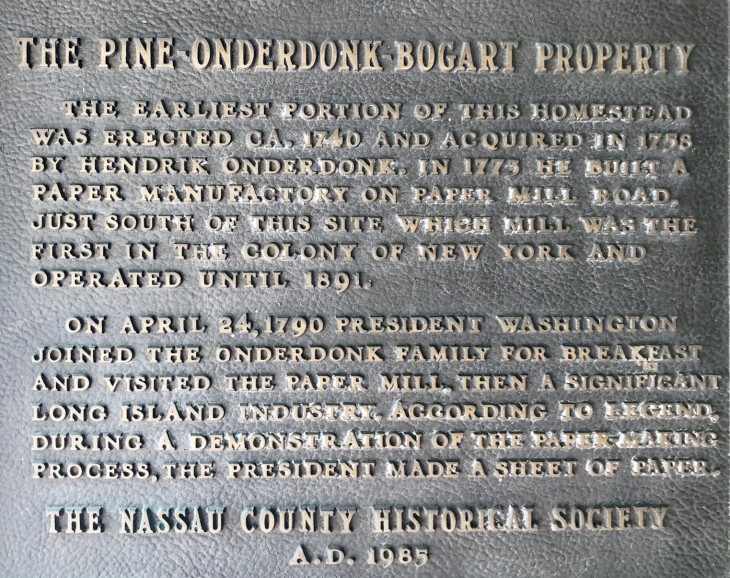 THE PINE-ONDERDONK-BOGART PROPERTY
THE EARLIEST PORTION OF THIS HOMESTEAD
WAS ERECTED CA. 1740 AND ACQUIRED IN 1758
BY HENDRIK ONDERDONK. IN 1773 HE BUILT A
PAPER MANUFACTORY ON PAPER MILL ROAD,
JUST SOUTH OF THIS SITE WHICH MILL WAS THE
FIRST IN THE COLONY OF NEW YORK AND
OPERATED UNTIL 1891.
ON APRIL 24, 1790 PRESIDENT WASHINGTON
JOINED THE ONDERDONK FAMILY FOR BREAKFAST
AND VISITED THE PAPER MILL, THEN A SIGNIFICANT
LONG ISLAND INDUSTRY. ACCORDING TO LEGEND,
DURING A DEMONSTRATION OF THE PAPER-MAKING
PROCESS, THE PRESIDENT MADE A SHEET OF PAPER.
THE NASSAU COUNTY HISTORICAL SOCIETY
A.D. 1985